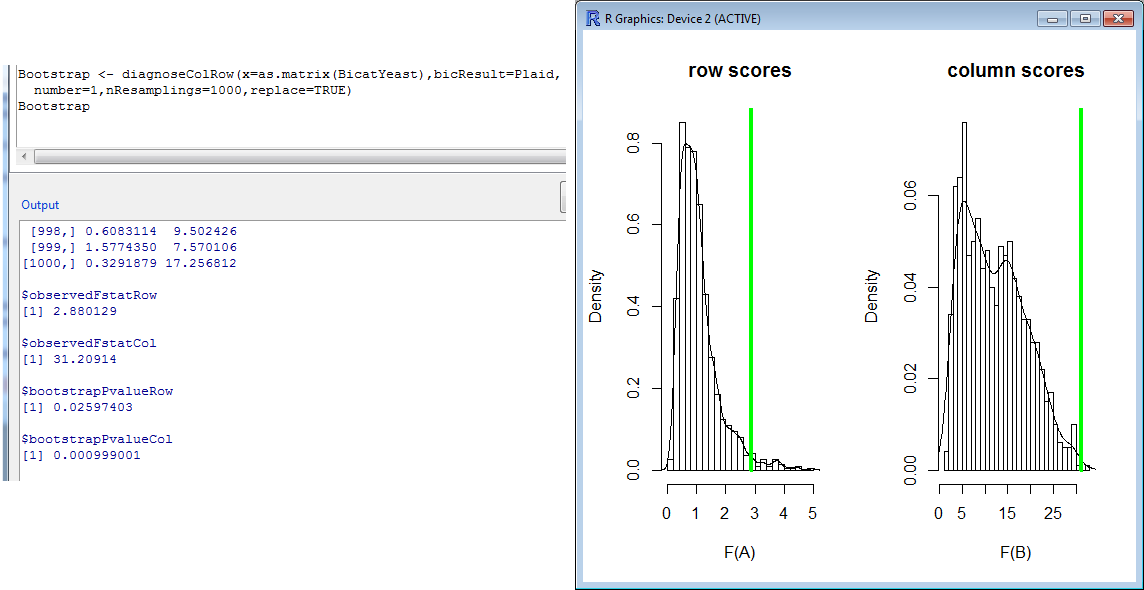 Bootstrap <- diagnoseColRow(x=as.matrix(BicatYeast),bicResult=Plaid,
number=1,nResamplings=1000,replace=TRUE)
Bootstrap
Output
[998,] 0.6083114 9.502426
[999,] 1.5774350 7.570106
[1000,] 0.3291879 17.256812
$observedFstatRow
[1] 2.880129
$observedFstatCol
[1] 31.20914
$bootstrapPvalueRow
[1] 0.02597403
$bootstrapPvalueCol
[1] 0.000999001
R Graphics: Device 2 (ACTIVE)
row scores
Density
0.0 0.2 0.4 0.6 0.8
0 1 2 3 4 5
F(A)
column scores
Density
0.00 0.02 0.04 0.06
0 5 15 25
F(B)